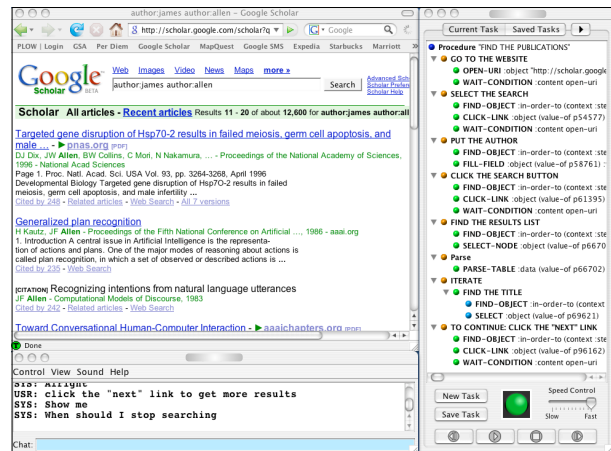 author:james author:allen – Google Scholar
http://scholar.google.com/scholar?q
Google
PLOW | Login GSA Per Diem Google Scholar MapQuest Google SMS Expedia Starbucks Marriott
Google
Scholar BETA
Web Images Video News Maps more »
author:james author:allen
Search
Scholar Help
Scholar All articles - Recent articles Results 11 - 20 of about 12,600 for author:james author:all
Targeted gene disruption of Hsp70-2 results in failed meiosis, germ cell apoptosis, and
male ... - ►pnas.org [PDF]
DJ Dix, JW Allen, BW Collins, C Mori, N Nakamura, ... - Proceedings of the National Academy of Sciences,
1996 - National Acad Sciences
Page 1. Proc. Natl. Acad. Sci. USA Vol. 93, pp. 3264-3268, April 1996
Developmental Biology Targeted gene disruption of Hsp7O-2 results in failed
meiosis, germ cell apoptosis, and male infertility ...
Cited by 248 - Related articles - Web Search - All 7 versions
Generalized plan recognition
H Kautz, JF Allen - Proceedings of the Fifth National Conference on Artificial ..., 1986 - aaai.org
1. Introduction A central issue in Artificial Intelligence is the representa-
tion of actions and plans. One of the major modes of reasoning about actions is
called plan recognition, in which a set of observed or described actions is ...
Cited by 235 - Web Search
[CITATION] Recognizing intentions from natural language utterances
JF Allen - Computational Models of Discourse, 1983
Cited by 242 - Related articles - Web Search
Toward Conversational Human-Computer Interaction - ►aaaichapters.org [PDF]
Done
Control View Sound Help
SYS: Alright
USR: click the "next" link to get more results
SYS: Show me
SYS: When should I stop searching
Chat:
Current Task Saved Tasks
Procedure "FIND THE PUBLICATIONS"
GO TO THE WEBSITE
OPEN-URI :object "http://scholar.google
WAIT-CONDITION :content open-uri
SELECT THE SEARCH
FIND-OBJECT :in-order-to (context :ste
CLICK-LINK :object (value-of p54577)
WAIT-CONDITION :content open-uri
PUT THE AUTHOR
FIND-OBJECT :in-order-to (context :ste
FILL-FIELD :object (value-of p58761) :
CLICK THE SEARCH BUTTON
FIND-OBJECT :in-order-to (context :ste
CLICK-LINK :object (value-of p61395)
WAIT-CONDITION :content open-uri
FIND THE RESULTS LIST
FIND-OBJECT :in-order-to (context :ste
SELECT-NODE :object (value-of p6670
Parse
PARSE-TABLE :data (value-of p66702)
ITERATE
FIND THE TITLE
FIND-OBJECT :in-order-to (context
SELECT :object (value-of p69621)
TO CONTINUE: CLICK THE "NEXT" LINK
FIND-OBJECT :in-order-to (context :ste
CLICK-LINK :object (value-of p96162)
WAIT-CONDITION :content open-uri
New Task
Save Task
Speed Control
Slow Fast